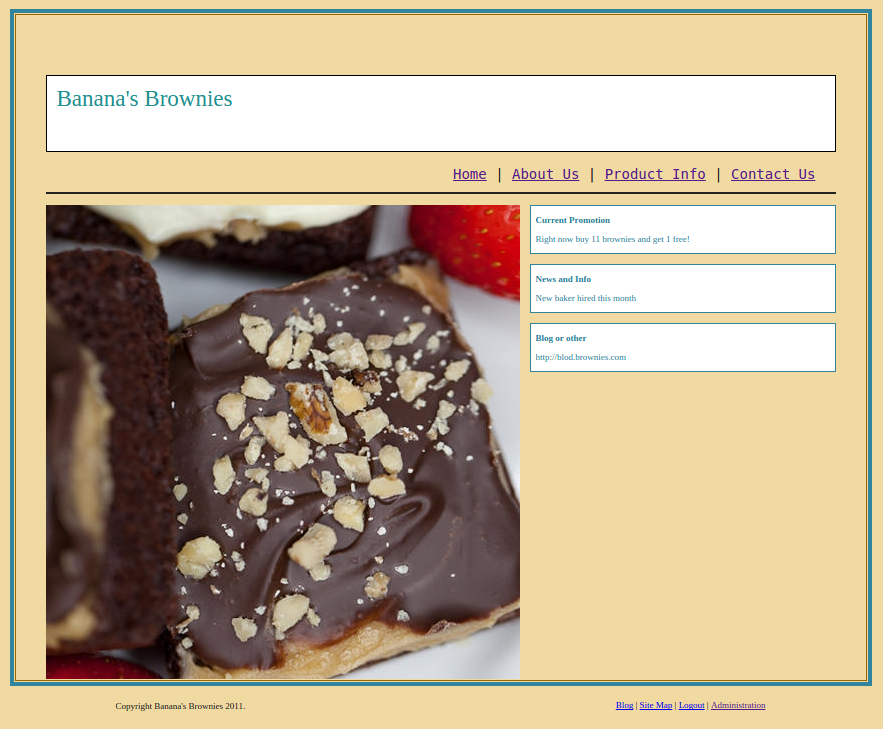 Banana's Brownies
Home | About Us | Product Info | Contact Us
Current Promotion
Right now buy 11 brownies and get 1 free!
News and Info
New baker hired this month
Blog or other
http://blod.brownies.com
Copyright Banana's Brownies 2011.
Blog | Site Map | Logout | Administration